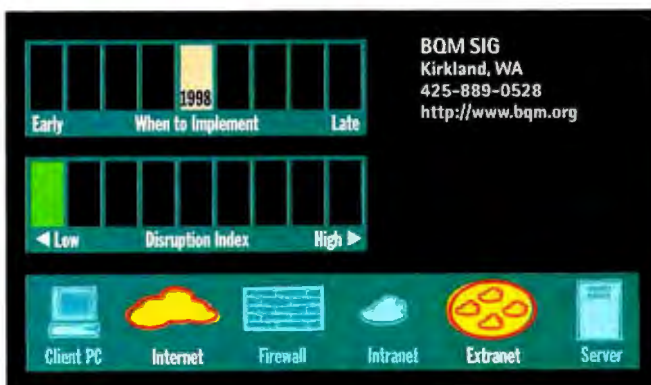 BQM SIG
Kirkland, WA
425-889-0528
http://www.bqm.org
1998
Early When to Implement Late
◀ Low Disruption Index High ▶
Client PC Internet Firewall Intranet Extranet Server